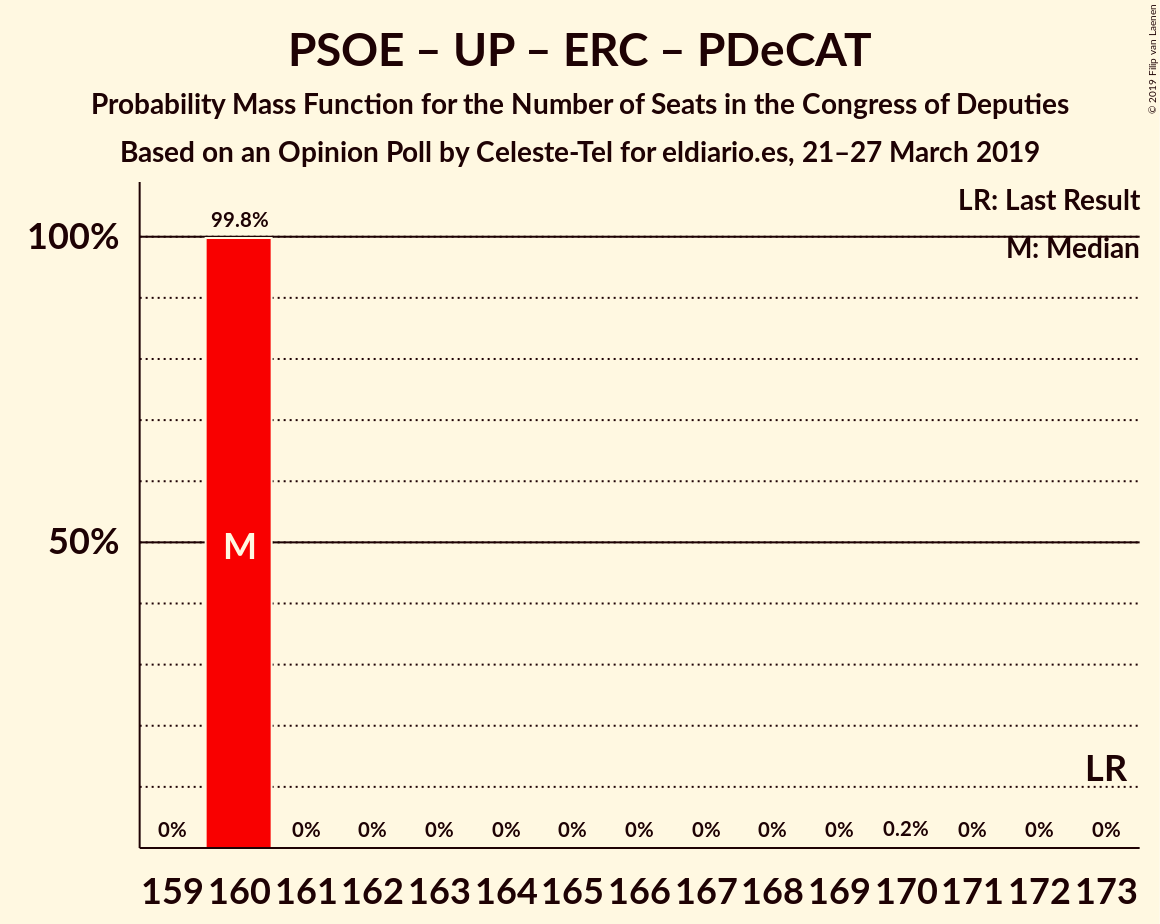 PSOE – UP – ERC – PDeCAT
Probability Mass Function for the Number of Seats in the Congress of Deputies
Based on an Opinion Poll by Celeste-Tel for eldiario.es, 21–27 March 2019
© 2019 Filip van Laenen
LR: Last Result
M: Median
100%
50%
99.8%
M
LR
0% 0% 0% 0% 0% 0% 0% 0% 0% 0% 0.2% 0% 0% 0%
159 160 161 162 163 164 165 166 167 168 169 170 171 172 173